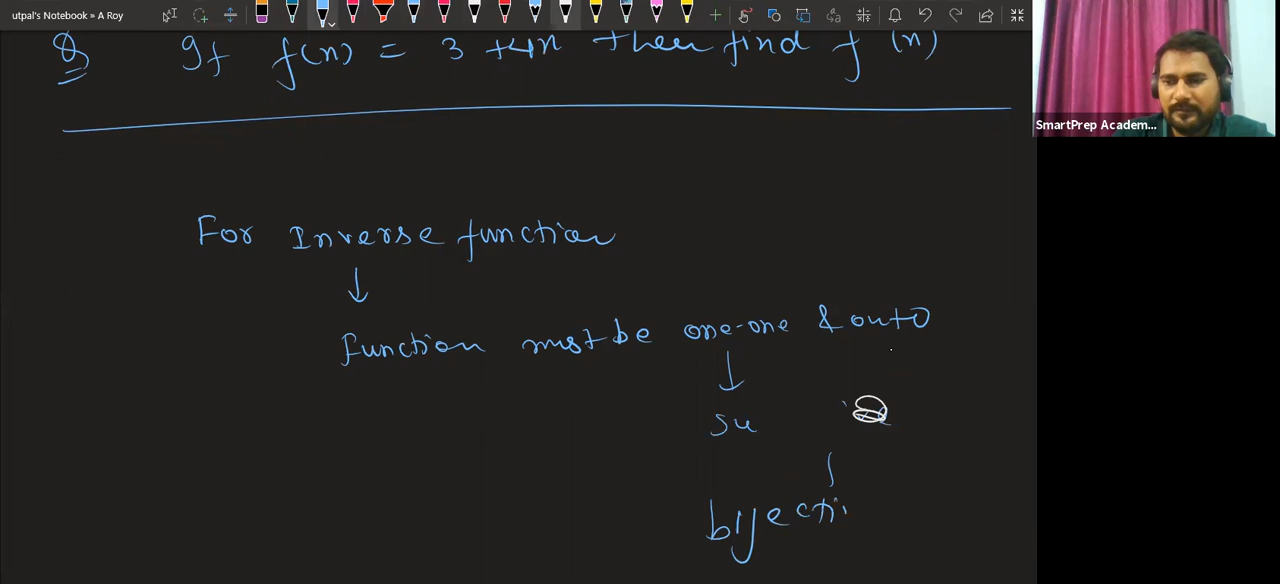 utpal's Notebook » A Roy
Q If f(n) = 3 + 4n then find f (n)
SmartPrep Academ...
For Inverse function
↓
function must be one-one & onto
↓
su
bijecti